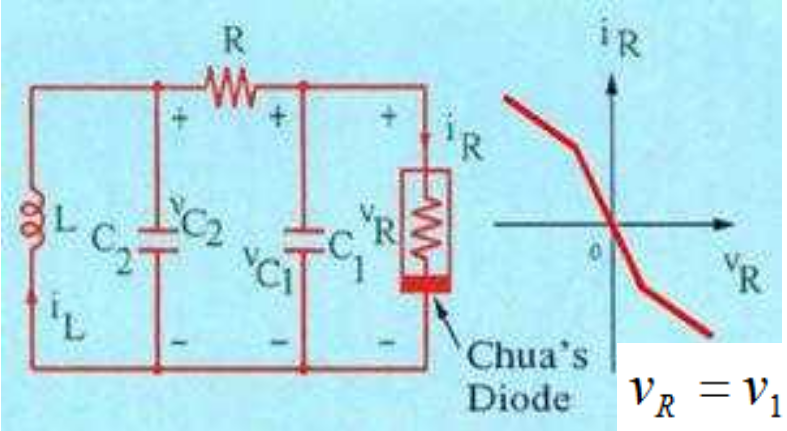 R
i_R
+ + +
i_R
L
C_2
v_C2
v_C1
C_1
v_R
0
v_R
i_L
- - -
Chua's
Diode
v_R = v_1